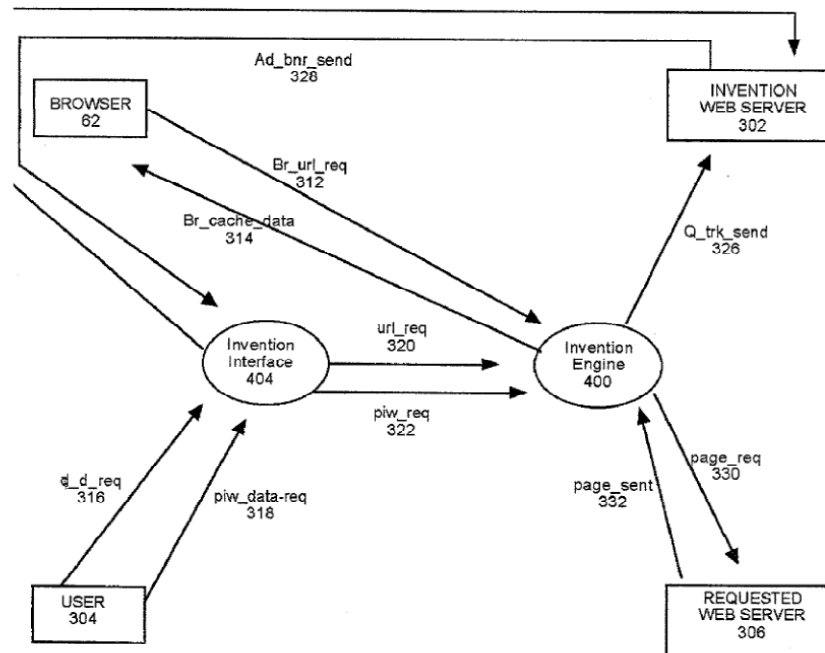 Ad_bnr_send
328
BROWSER
62
INVENTION
WEB SERVER
302
Br_url_req
312
Br_cache_data
314
Q_trk_send
326
url_req
320
Invention
Interface
404
Invention
Engine
400
piw_req
322
q_d_req
316
piw_data-req
318
page_req
330
page_sent
332
USER
304
REQUESTED
WEB SERVER
306